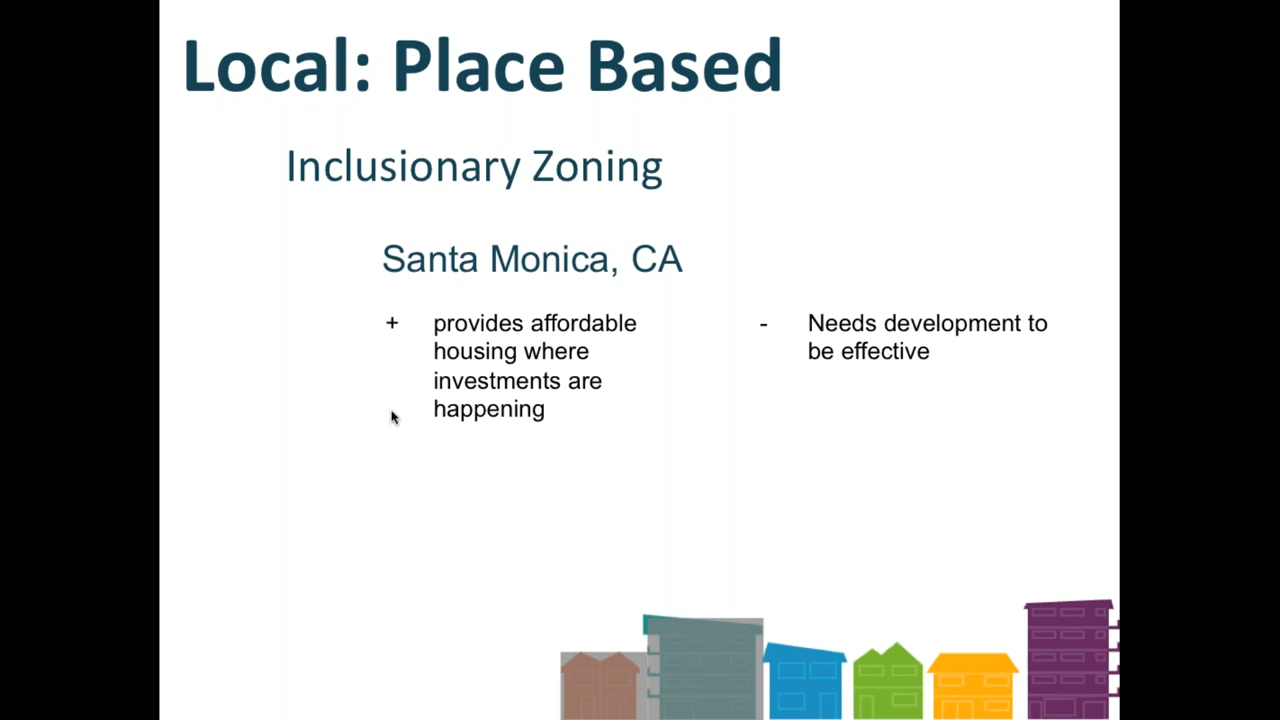 Local: Place Based
Inclusionary Zoning
Santa Monica, CA
+ provides affordable
housing where
investments are
happening
- Needs development to
be effective